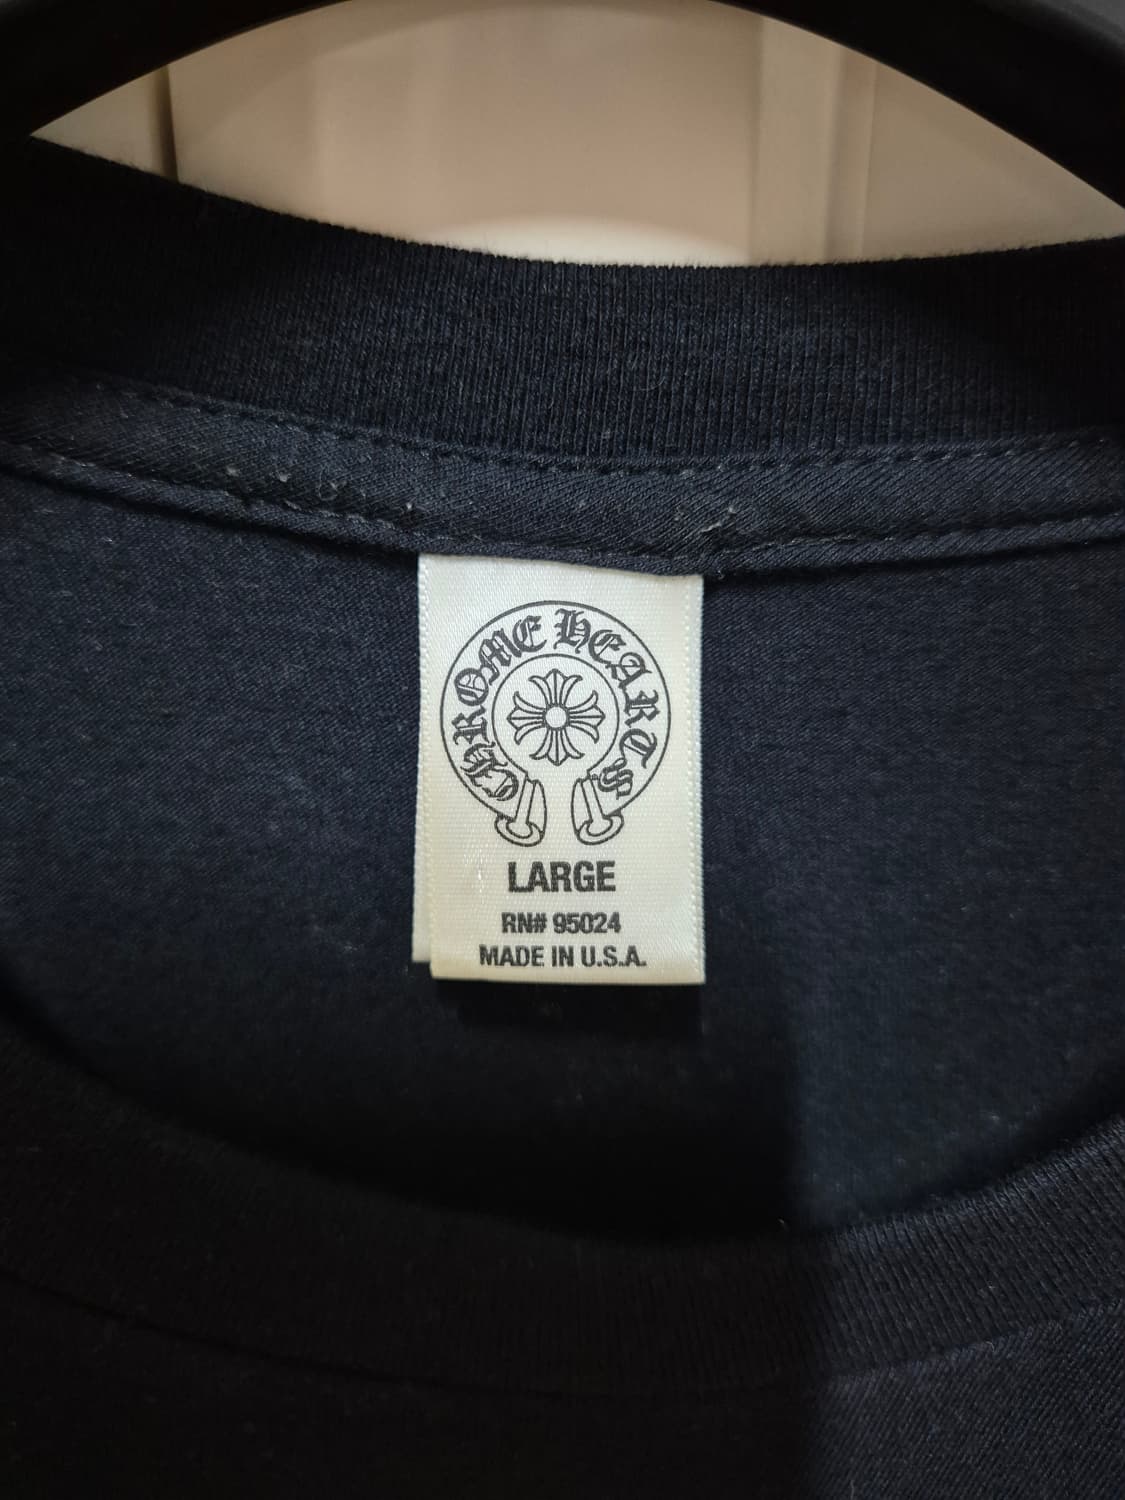 CHROME HEARTS
LARGE
RN# 95024
MADE IN U.S.A.